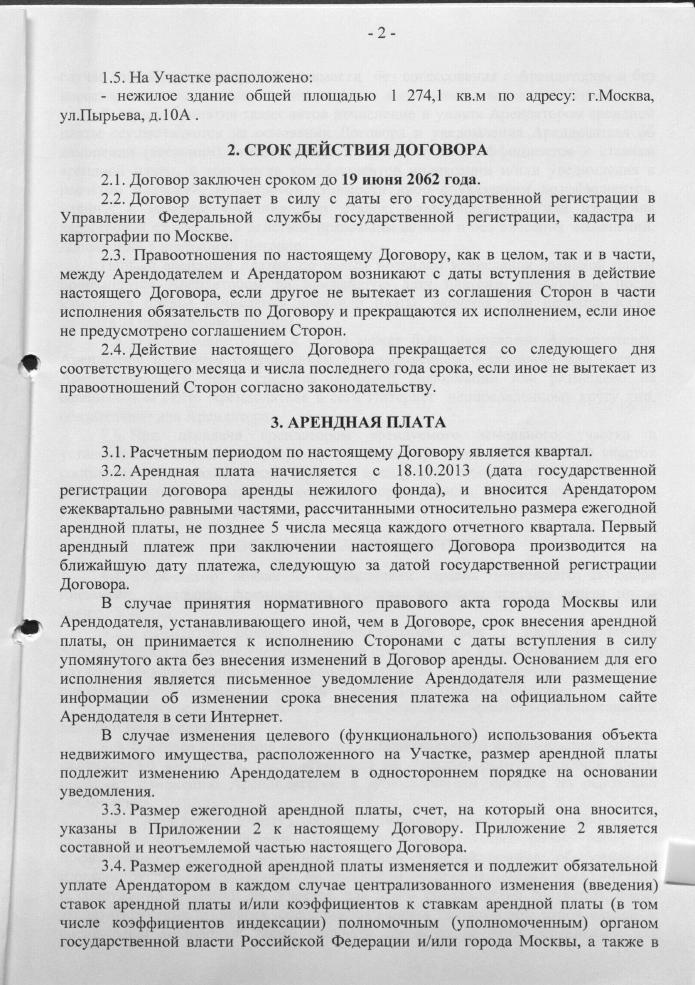 - 2 -
1.5. На Участке расположено:
- нежилое здание общей площадью 1 274,1 кв.м по адресу: г.Москва,
ул.Пырьева, д.10А .
2. СРОК ДЕЙСТВИЯ ДОГОВОРА
2.1. Договор заключен сроком до 19 июня 2062 года.
2.2. Договор вступает в силу с даты его государственной регистрации в
Управлении Федеральной службы государственной регистрации, кадастра и
картографии по Москве.
2.3. Правоотношения по настоящему Договору, как в целом, так и в части,
между Арендодателем и Арендатором возникают с даты вступления в действие
настоящего Договора, если другое не вытекает из соглашения Сторон в части
исполнения обязательств по Договору и прекращаются их исполнением, если иное
не предусмотрено соглашением Сторон.
2.4. Действие настоящего Договора прекращается со следующего дня
соответствующего месяца и числа последнего года срока, если иное не вытекает из
правоотношений Сторон согласно законодательству.
3. АРЕНДНАЯ ПЛАТА
3.1. Расчетным периодом по настоящему Договору является квартал.
3.2. Арендная плата начисляется с 18.10.2013 (дата государственной
регистрации договора аренды нежилого фонда), и вносится Арендатором
ежеквартально равными частями, рассчитанными относительно размера ежегодной
арендной платы, не позднее 5 числа месяца каждого отчетного квартала. Первый
арендный платеж при заключении настоящего Договора производится на
ближайшую дату платежа, следующую за датой государственной регистрации
Договора.
В случае принятия нормативного правового акта города Москвы или
Арендодателя, устанавливающего иной, чем в Договоре, срок внесения арендной
платы, он принимается к исполнению Сторонами с даты вступления в силу
упомянутого акта без внесения изменений в Договор аренды. Основанием для его
исполнения является письменное уведомление Арендодателя или размещение
информации об изменении срока внесения платежа на официальном сайте
Арендодателя в сети Интернет.
В случае изменения целевого (функционального) использования объекта
недвижимого имущества, расположенного на Участке, размер арендной платы
подлежит изменению Арендодателем в одностороннем порядке на основании
уведомления.
3.3. Размер ежегодной арендной платы, счет, на который она вносится,
указаны в Приложении 2 к настоящему Договору. Приложение 2 является
составной и неотъемлемой частью настоящего Договора.
3.4. Размер ежегодной арендной платы изменяется и подлежит обязательной
уплате Арендатором в каждом случае централизованного изменения (введения)
ставок арендной платы и/или коэффициентов к ставкам арендной платы (в том
числе коэффициентов индексации) полномочным (уполномоченным) органом
государственной власти Российской Федерации и/или города Москвы, а также в